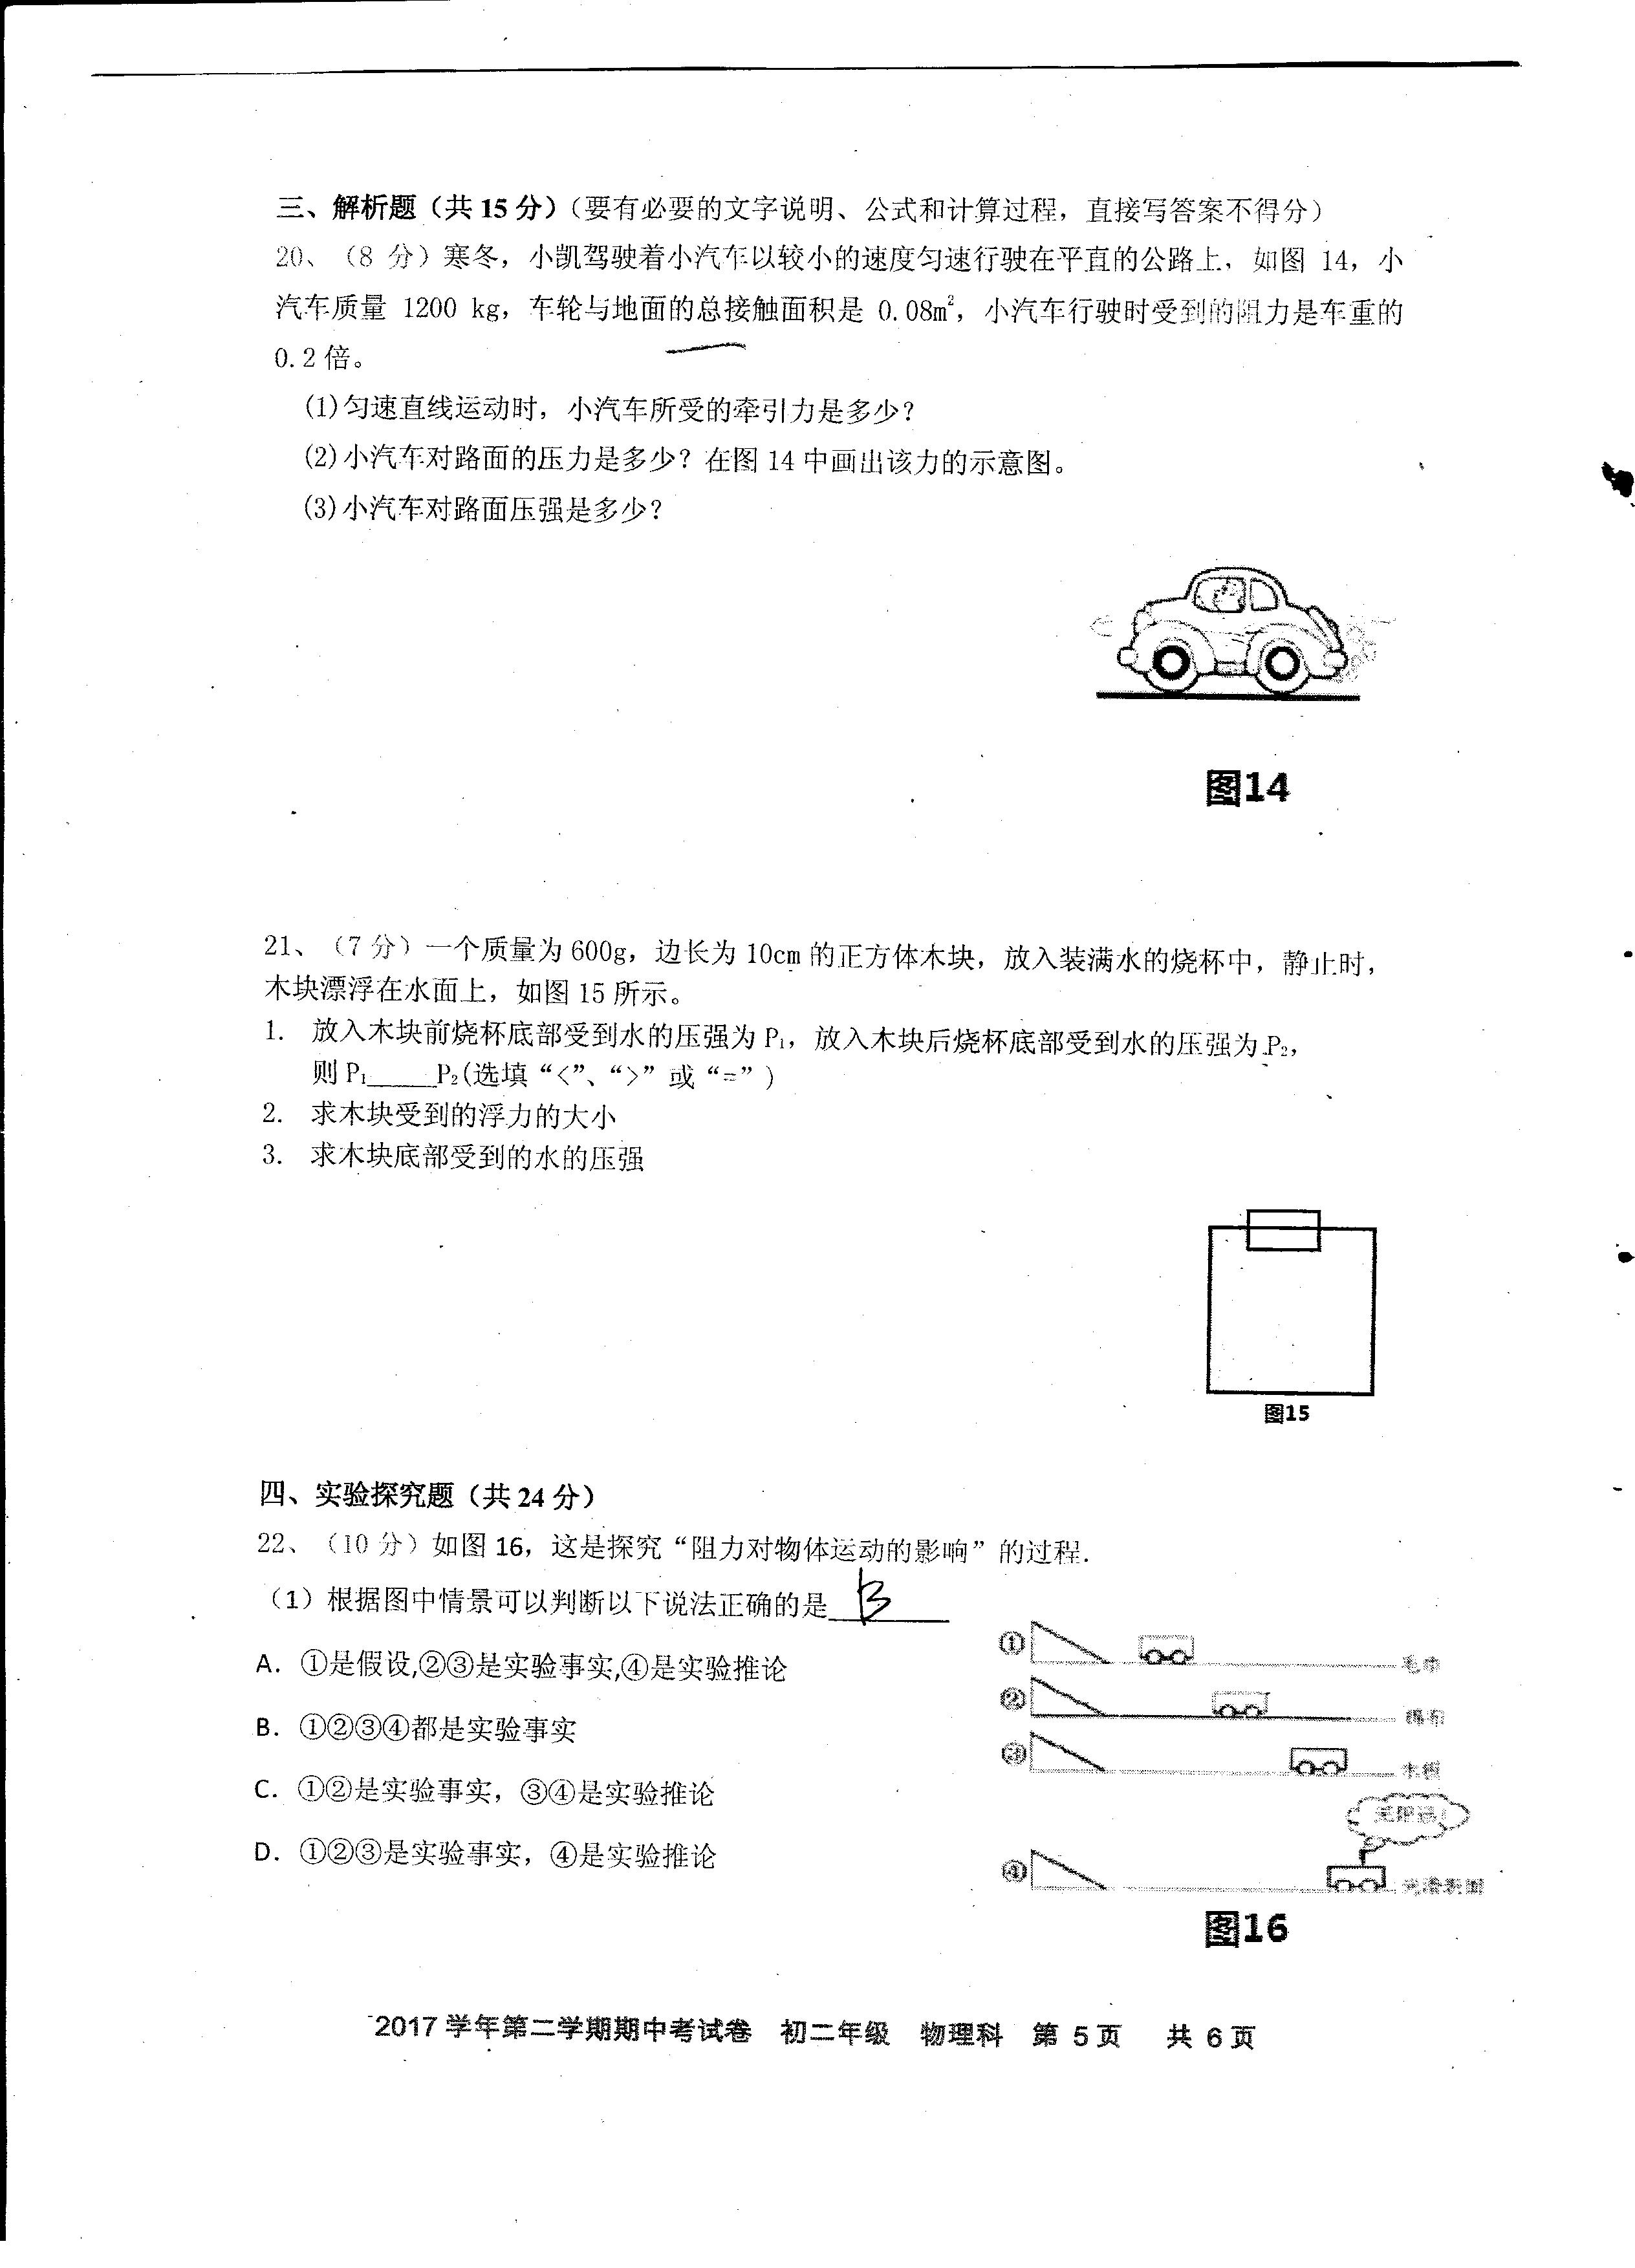 三、解析题（共15分）（要有必要的文字说明、公式和计算过程，直接写答案不得分）
20、（8 分）寒冬，小凯驾驶着小汽车以较小的速度匀速行驶在平直的公路上，如图 14，小
汽车质量 1200 kg，车轮与地面的总接触面积是 0.08m²，小汽车行驶时受到的阻力是车重的
0.2倍。
(1)匀速直线运动时，小汽车所受的牵引力是多少？
(2)小汽车对路面的压力是多少？在图 14 中画出该力的示意图。
(3)小汽车对路面压强是多少？
图14
21、（7 分）一个质量为 600g，边长为 10cm 的正方体木块，放入装满水的烧杯中，静止时，
木块漂浮在水面上，如图 15 所示。
1. 放入木块前烧杯底部受到水的压强为 P₁，放入木块后烧杯底部受到水的压强为 P₂，
则 P₁____P₂(选填“<”、“>”或“=”)
2. 求木块受到的浮力的大小
3. 求木块底部受到的水的压强
图15
四、实验探究题（共24分）
22、（10 分）如图 16，这是探究“阻力对物体运动的影响”的过程.
（1）根据图中情景可以判断以下说法正确的是 B
A. ①是假设,②③是实验事实,④是实验推论
B. ①②③④都是实验事实
C. ①②是实验事实，③④是实验推论
D. ①②③是实验事实，④是实验推论
① 毛巾
② 棉布
③ 木板
无限远！
④ 光滑表面
图16
2017 学年第二学期期中考试卷 初二年级 物理科 第 5 页 共 6 页